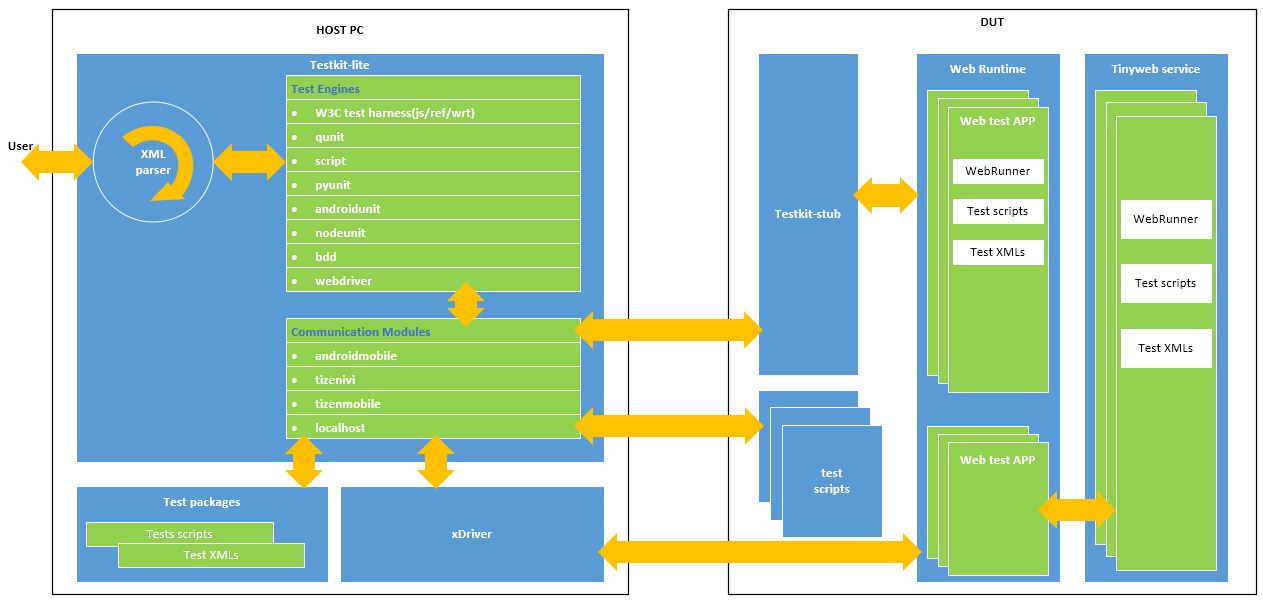 HOST PC
Testkit-lite
User
XML
parser
Test Engines
• W3C test harness(js/ref/wrt)
• qunit
• script
• pyunit
• androidunit
• nodeunit
• bdd
• webdriver
Communication Modules
• androidmobile
• tizenivi
• tizenmobile
• localhost
Test packages
Tests scripts
Test XMLs
xDriver
DUT
Testkit-stub
test
scripts
Web Runtime
Web test APP
WebRunner
Test scripts
Test XMLs
Web test APP
Tinyweb service
WebRunner
Test scripts
Test XMLs